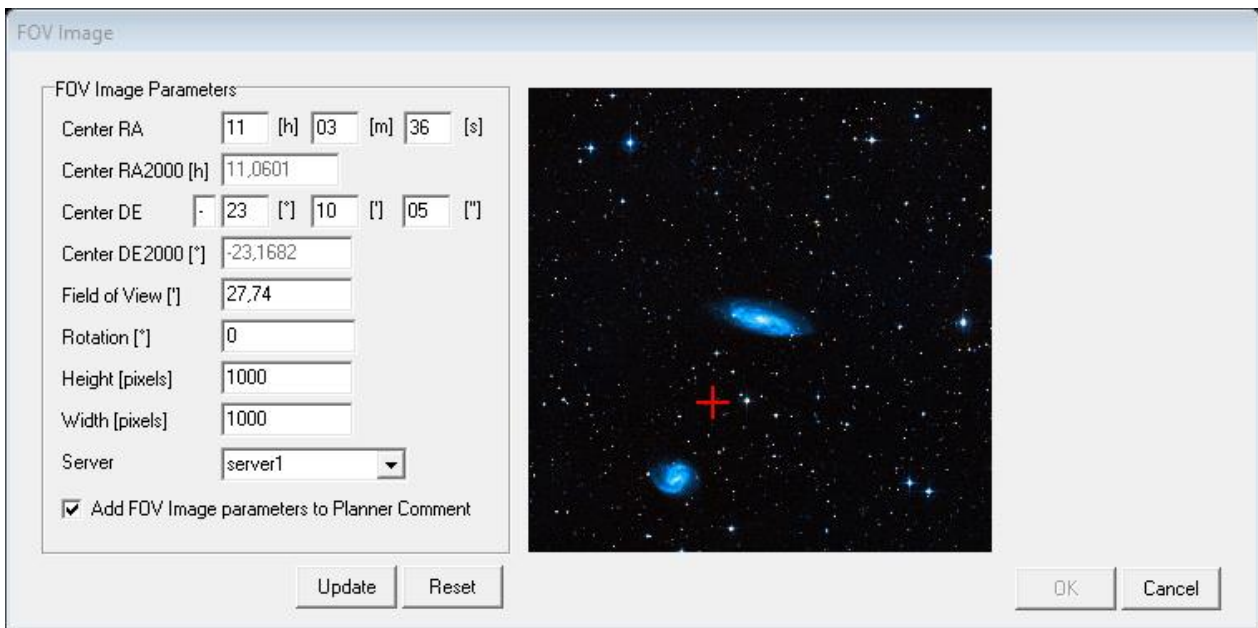 FOV Image
FOV Image Parameters
Center RA 11 [h] 03 [m] 36 [s]
Center RA2000 [h] 11,0601
Center DE - 23 [°] 10 ['] 05 ["]
Center DE2000 [°] -23,1682
Field of View ['] 27,74
Rotation [°] 0
Height [pixels] 1000
Width [pixels] 1000
Server server1
Add FOV Image parameters to Planner Comment
Update Reset
OK Cancel